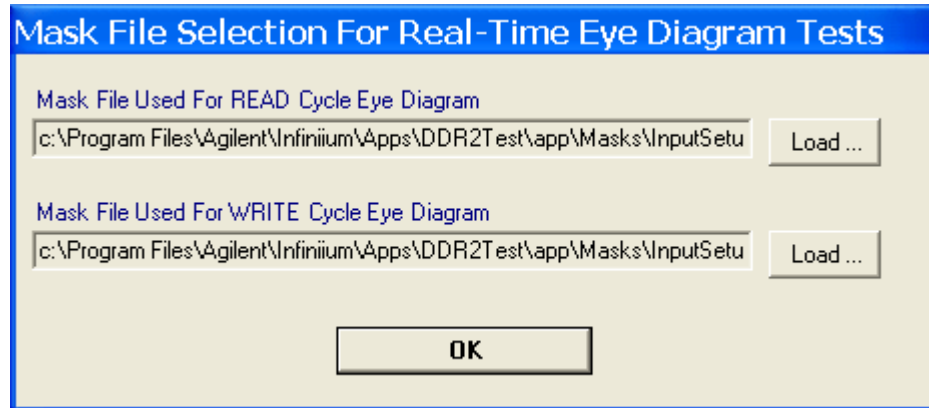 Mask File Selection For Real-Time Eye Diagram Tests
Mask File Used For READ Cycle Eye Diagram
c:\Program Files\Agilent\Infiniium\Apps\DDR2Test\app\Masks\InputSetu
Load ...
Mask File Used For WRITE Cycle Eye Diagram
c:\Program Files\Agilent\Infiniium\Apps\DDR2Test\app\Masks\InputSetu
Load ...
OK